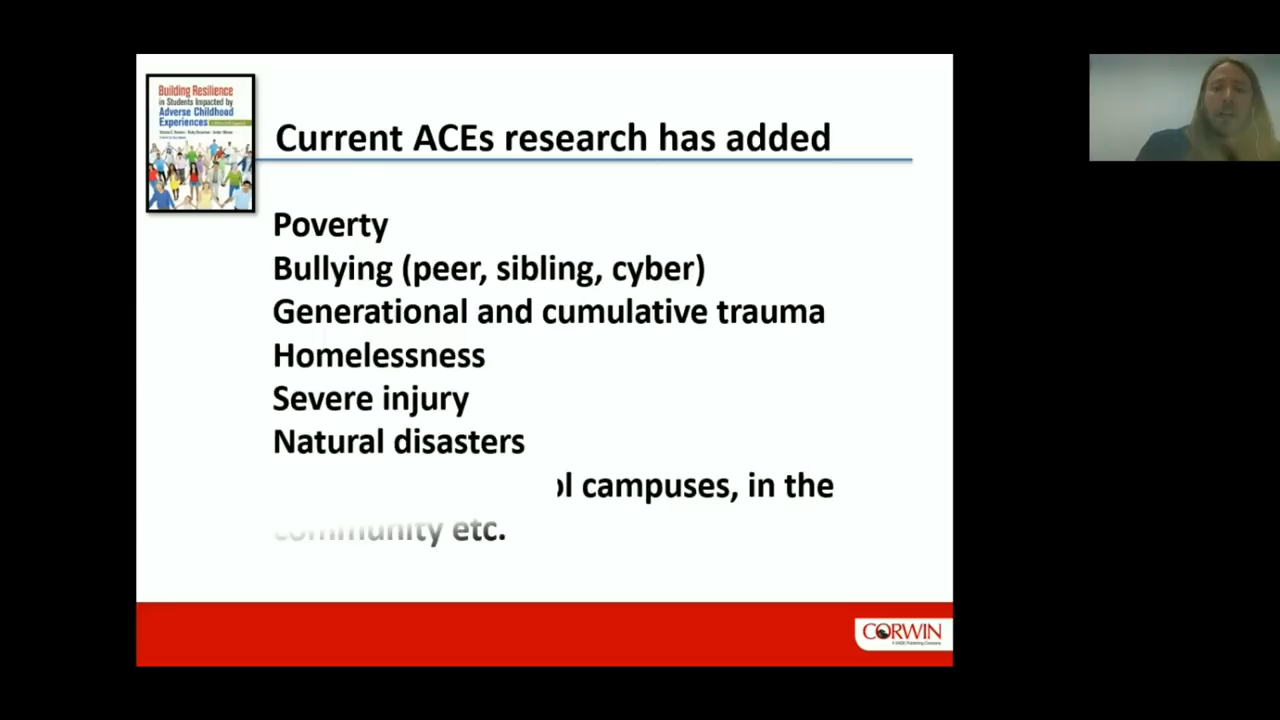 Building Resilience
in Students Impacted by
Adverse Childhood
Experiences
Current ACEs research has added
Poverty
Bullying (peer, sibling, cyber)
Generational and cumulative trauma
Homelessness
Severe injury
Natural disasters
campuses, in the
community etc.
CORWIN